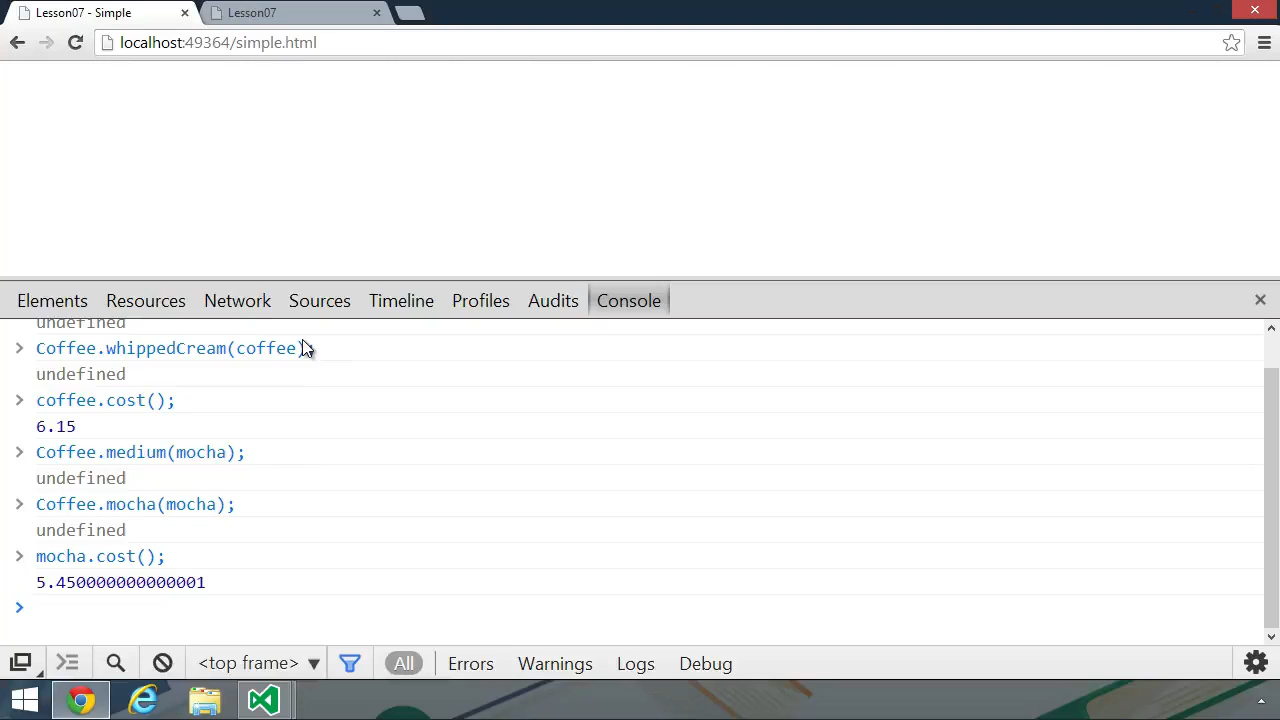 Lesson07 - Simple
Lesson07
localhost:49364/simple.html
Elements Resources Network Sources Timeline Profiles Audits Console
undefined
Coffee.whippedCream(coffee)
undefined
coffee.cost();
6.15
Coffee.medium(mocha);
undefined
Coffee.mocha(mocha);
undefined
mocha.cost();
5.450000000000001
<top frame> All Errors Warnings Logs Debug